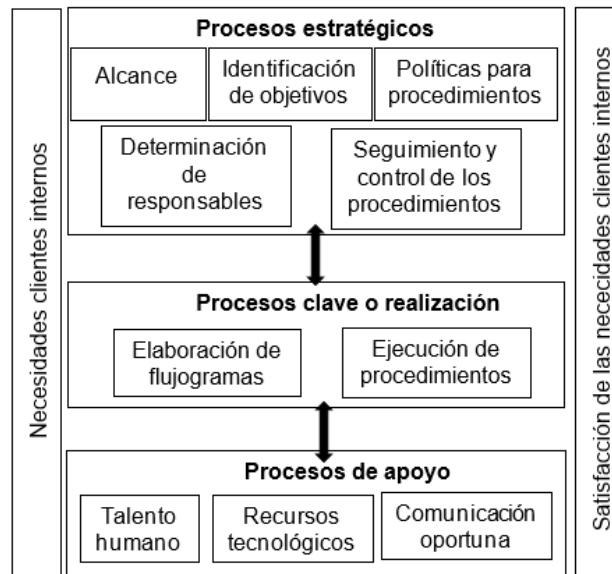 Necesidades clientes internos
Procesos estratégicos
Alcance
Identificación
de objetivos
Políticas para
procedimientos
Determinación
de
responsables
Seguimiento y
control de los
procedimientos
Procesos clave o realización
Elaboración de
flujogramas
Ejecución de
procedimientos
Procesos de apoyo
Talento
humano
Recursos
tecnológicos
Comunicación
oportuna
Satisfacción de las nececidades clientes internos